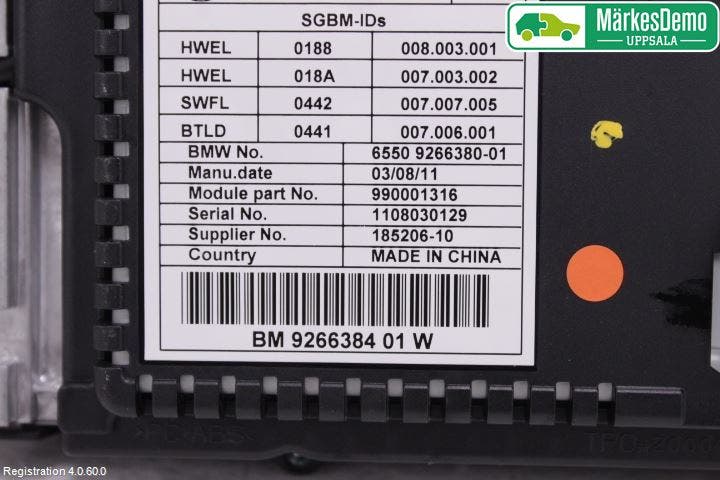 MärkesDemo
UPPSALA
SGBM-IDs
HWEL 0188 008.003.001
HWEL 018A 007.003.002
SWFL 0442 007.007.005
BTLD 0441 007.006.001
BMW No. 6550 9266380-01
Manu.date 03/08/11
Module part No. 990001316
Serial No. 1108030129
Supplier No. 185206-10
Country MADE IN CHINA
BM 9266384 01 W
>PC-ABS<
Registration 4.0.60.0